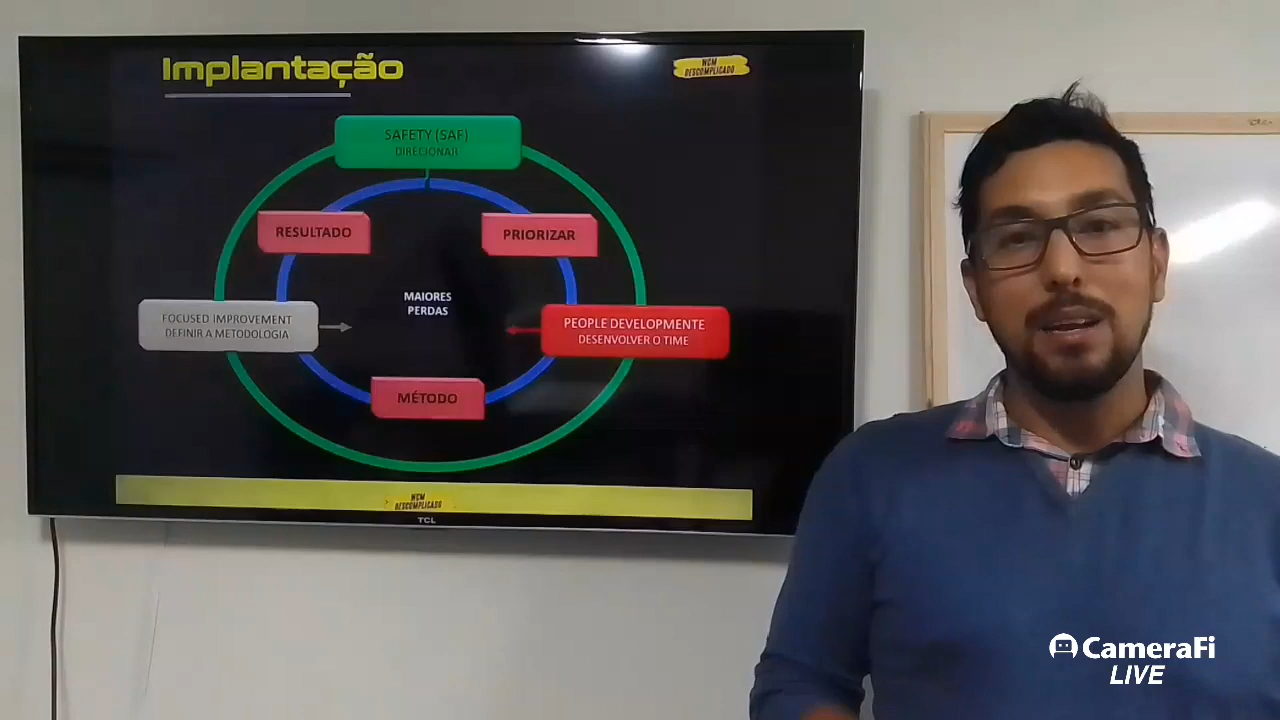 Implantação
WCM
DESCOMPLICADO
SAFETY (SAF)
DIRECIONAR
RESULTADO
PRIORIZAR
MAIORES
PERDAS
FOCUSED IMPROVEMENT
DEFINIR A METODOLOGIA
PEOPLE DEVELOPMENTE
DESENVOLVER O TIME
MÉTODO
WCM
DESCOMPLICADO
TCL
CameraFi
LIVE